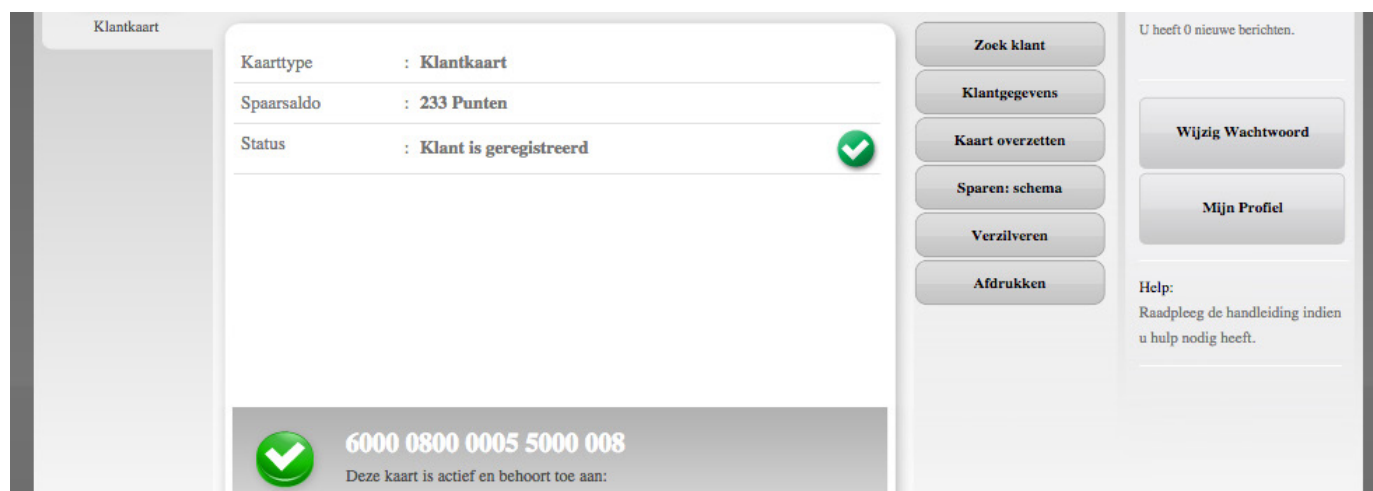 Klantkaart
Kaarttype : Klantkaart
Spaarsaldo : 233 Punten
Status : Klant is geregistreerd
6000 0800 0005 5000 008
Deze kaart is actief en behoort toe aan:
Zoek klant
Klantgegevens
Kaart overzetten
Sparen: schema
Verzilveren
Afdrukken
U heeft 0 nieuwe berichten.
Wijzig Wachtwoord
Mijn Profiel
Help:
Raadpleeg de handleiding indien
u hulp nodig heeft.